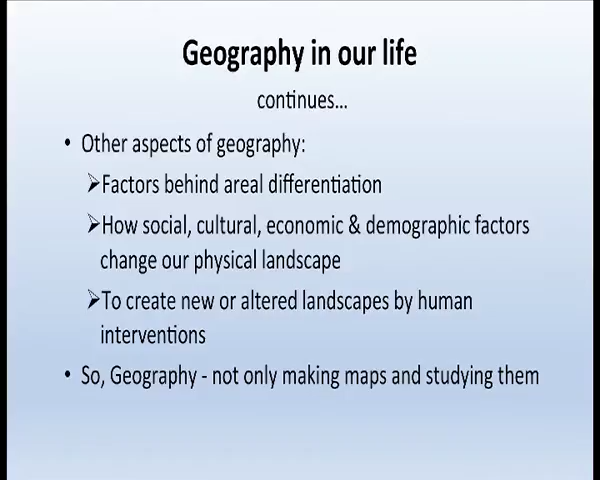 Geography in our life
continues...
• Other aspects of geography:
➢Factors behind areal differentiation
➢How social, cultural, economic & demographic factors
change our physical landscape
➢To create new or altered landscapes by human
interventions
• So, Geography - not only making maps and studying them